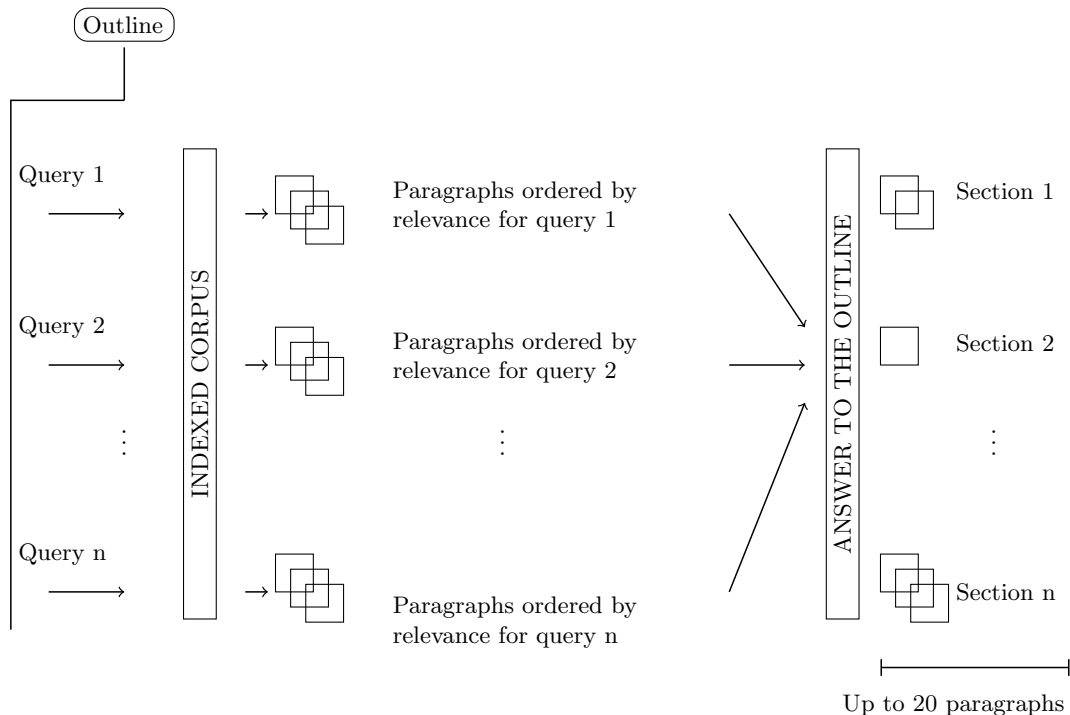 Outline
Query 1
Paragraphs ordered by
relevance for query 1
Section 1
Query 2
Paragraphs ordered by
relevance for query 2
Section 2
INDEXED CORPUS
ANSWER TO THE OUTLINE
⋮
⋮
⋮
Query n
Paragraphs ordered by
relevance for query n
Section n
Up to 20 paragraphs